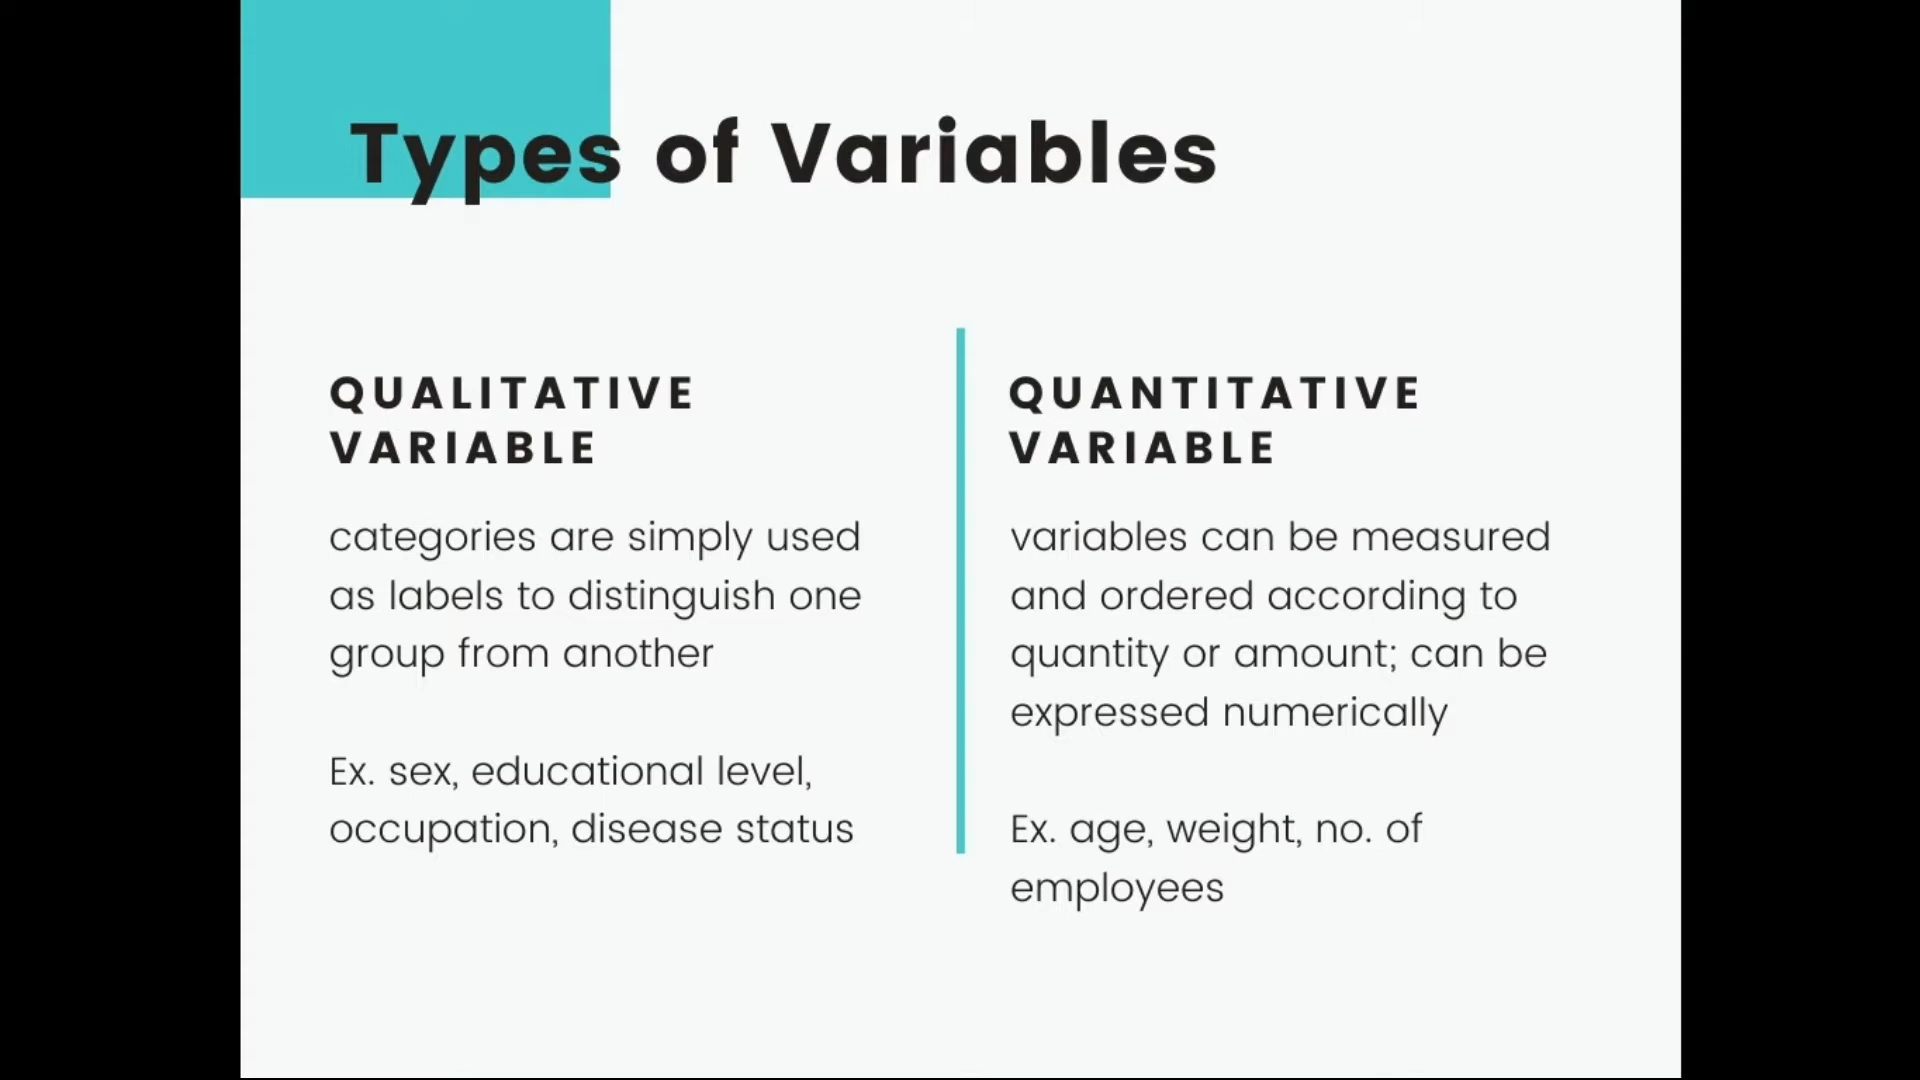 Types of Variables
QUALITATIVE
VARIABLE
categories are simply used
as labels to distinguish one
group from another
Ex. sex, educational level,
occupation, disease status
QUANTITATIVE
VARIABLE
variables can be measured
and ordered according to
quantity or amount; can be
expressed numerically
Ex. age, weight, no. of
employees